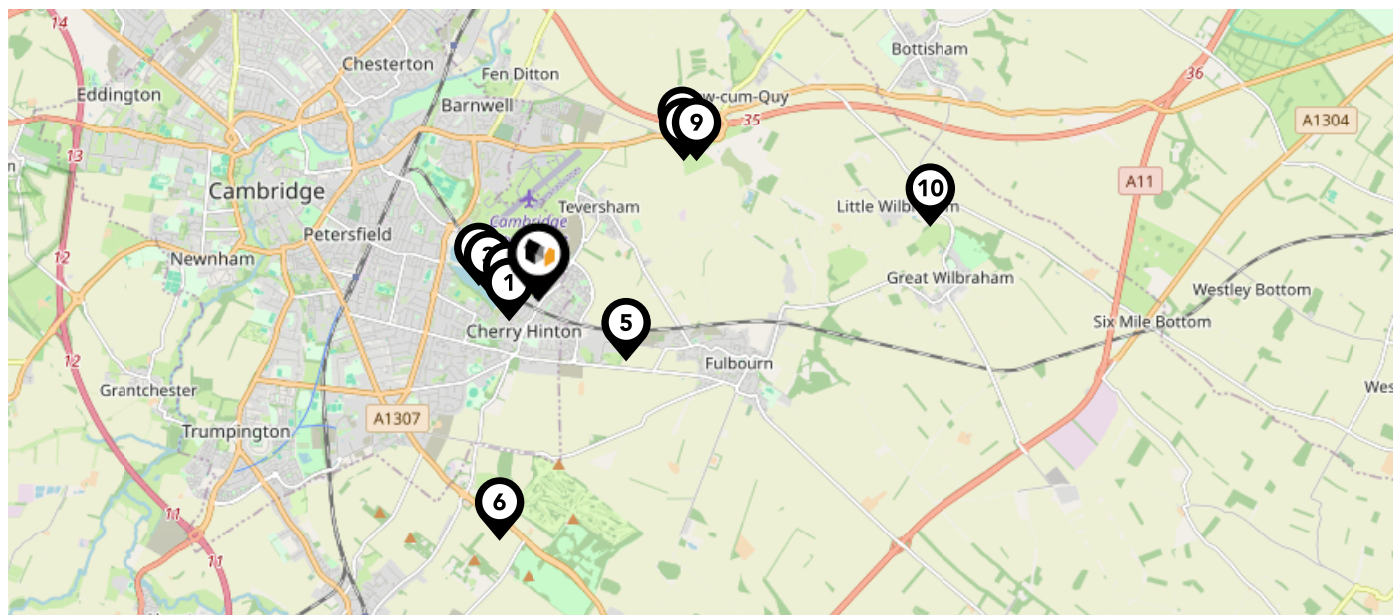 14
Chesterton
Bottisham
Fen Ditton
36
Eddington
Barnwell
w-cum-Quy
35
9
A1304
13
Cambridge
A11
10
Teversham
Little Wilb
Cambridge
Petersfield
12
Newnham
1
Great Wilbraham
Westley Bottom
5
Cherry Hinton
Six Mile Bottom
12
Fulbourn
Grantchester
Wes
A1307
Trumpington
6
11
11